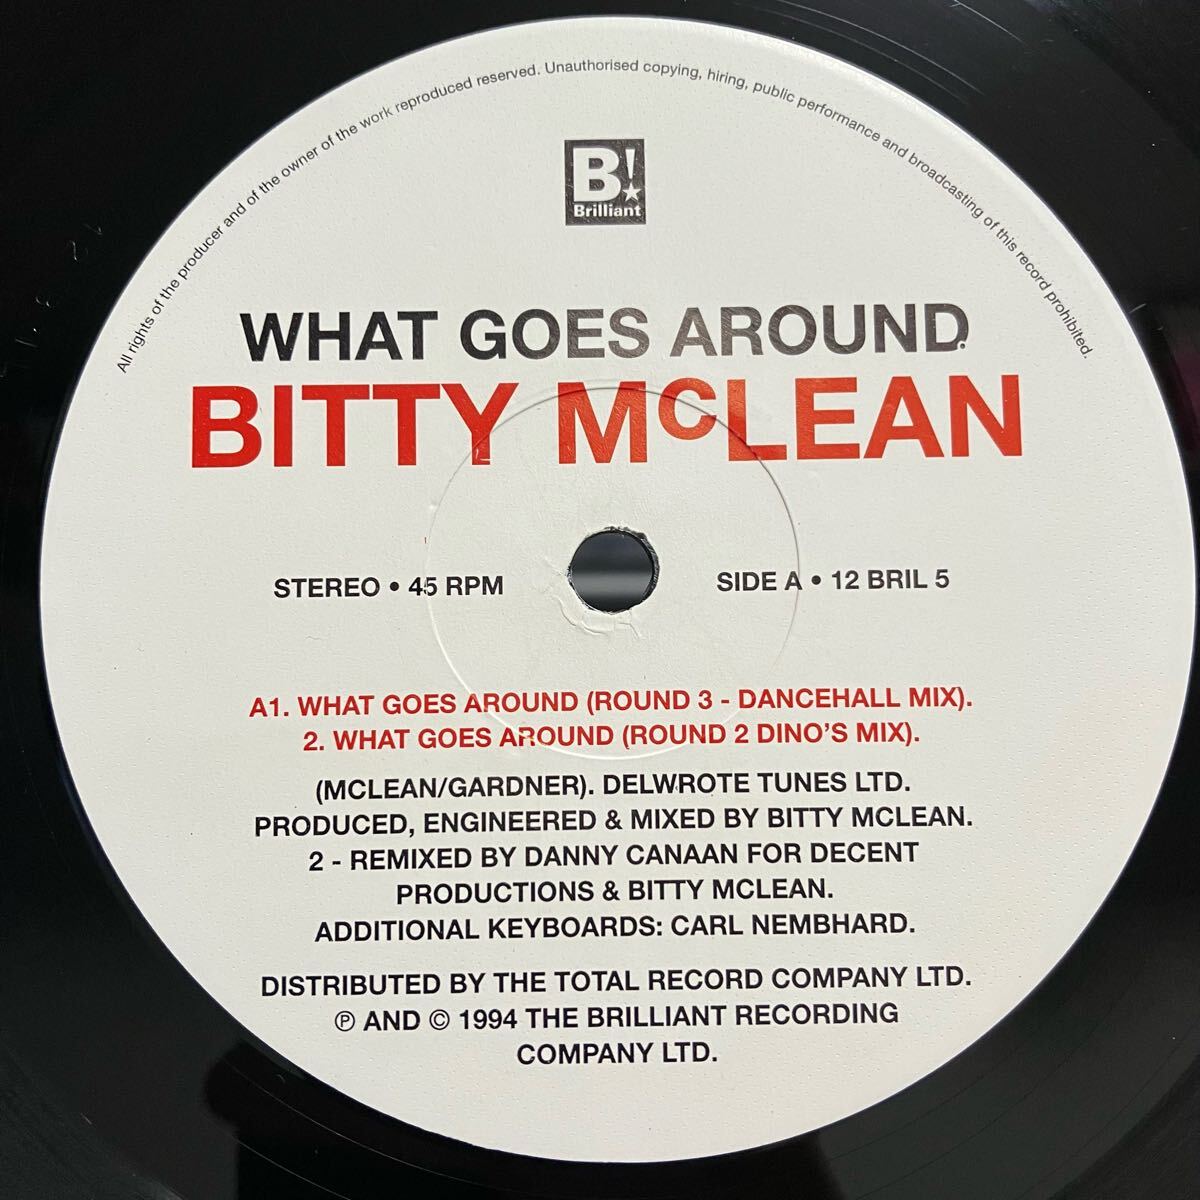 All rights of the producer and of the owner of the work reproduced reserved. Unauthorised copying, hiring, public performance and broadcasting of this record prohibited.
B!
Brilliant
WHAT GOES AROUND.
BITTY McLEAN
STEREO • 45 RPM
SIDE A • 12 BRIL 5
A1. WHAT GOES AROUND (ROUND 3 - DANCEHALL MIX).
2. WHAT GOES AROUND (ROUND 2 DINO'S MIX).
(MCLEAN/GARDNER). DELWROTE TUNES LTD.
PRODUCED, ENGINEERED & MIXED BY BITTY MCLEAN.
2 - REMIXED BY DANNY CANAAN FOR DECENT
PRODUCTIONS & BITTY MCLEAN.
ADDITIONAL KEYBOARDS: CARL NEMBHARD.
DISTRIBUTED BY THE TOTAL RECORD COMPANY LTD.
℗ AND © 1994 THE BRILLIANT RECORDING
COMPANY LTD.